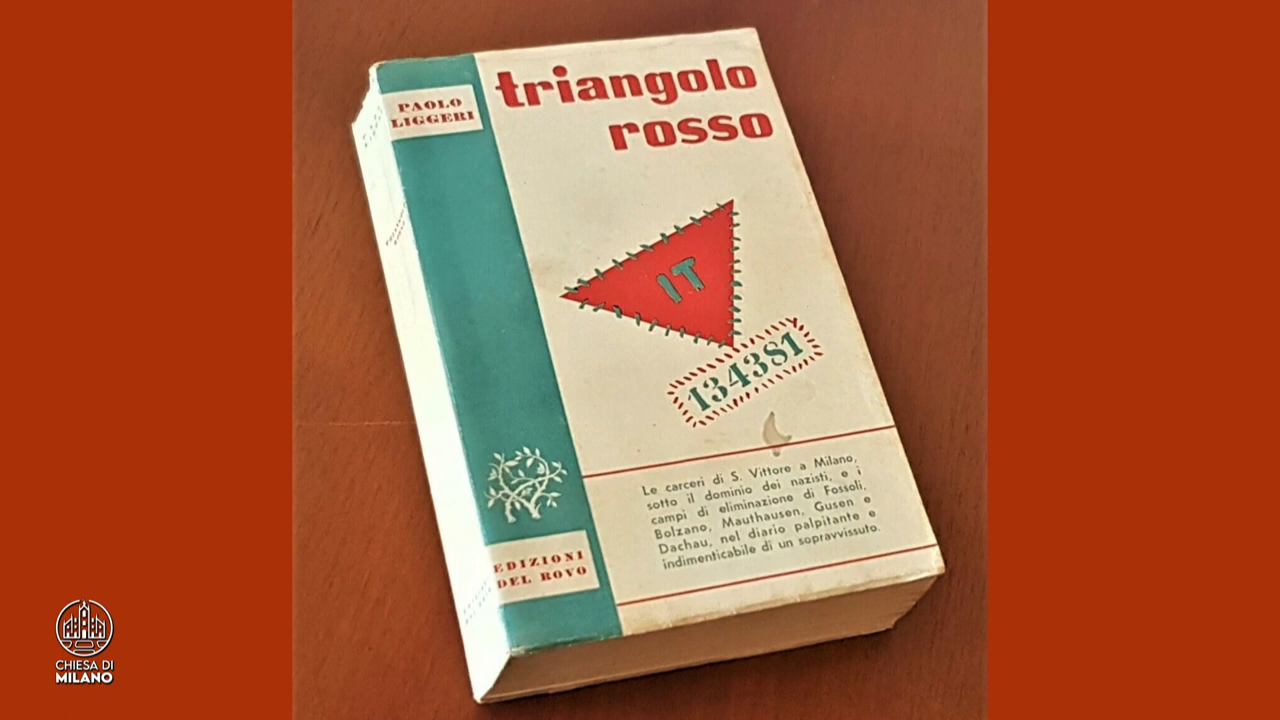 PAOLO
LIGGERI
triangolo
rosso
IT
134381
Le carceri di S. Vittore a Milano,
sotto il dominio dei nazisti, e i
campi di eliminazione di Fossoli,
Bolzano, Mauthausen, Gusen e
Dachau, nel diario palpitante e
indimenticabile di un sopravvissuto.
EDIZIONI
DEL ROVO
CHIESA DI
MILANO